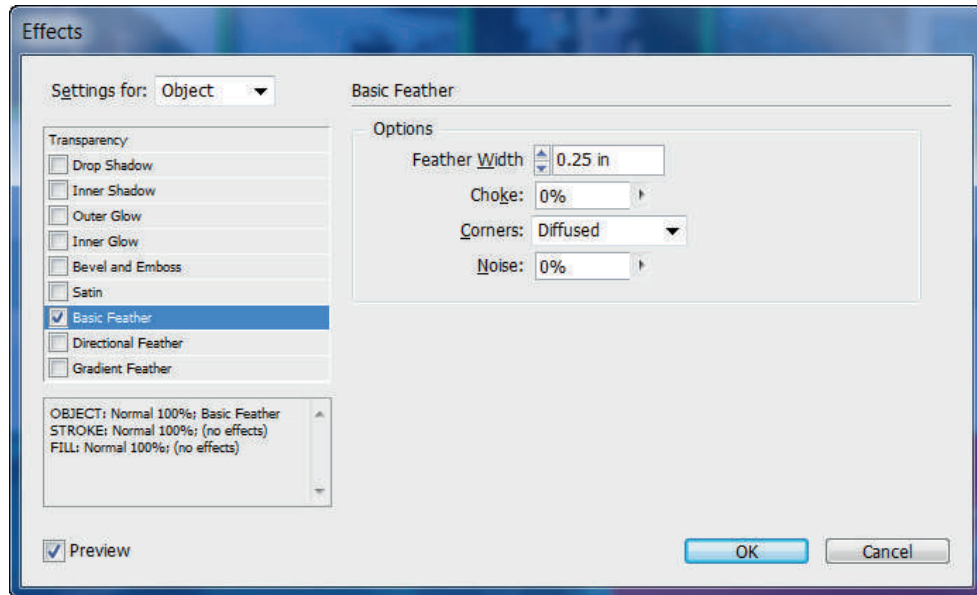 Effects
Settings for: Object
Transparency
Drop Shadow
Inner Shadow
Outer Glow
Inner Glow
Bevel and Emboss
Satin
Basic Feather
Directional Feather
Gradient Feather
OBJECT: Normal 100%; Basic Feather
STROKE: Normal 100%; (no effects)
FILL: Normal 100%; (no effects)
Preview
Basic Feather
Options
Feather Width 0.25 in
Choke: 0%
Corners: Diffused
Noise: 0%
OK Cancel